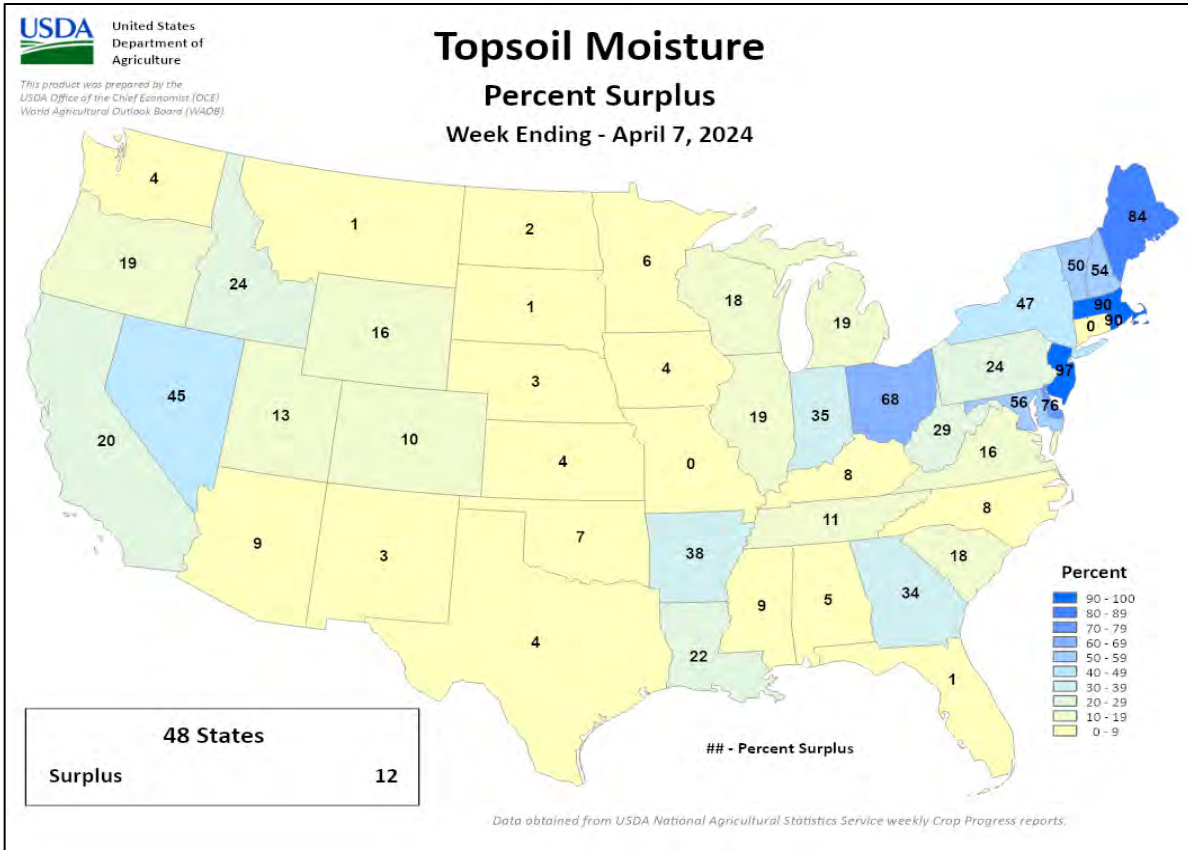 USDA
United States
Department of
Agriculture
This product was prepared by the
USDA Office of the Chief Economist (OCE)
World Agricultural Outlook Board (WAOB)
Topsoil Moisture
Percent Surplus
Week Ending - April 7, 2024
4
1
2
6
84
19
24
1
18
50
54
47
16
19
90
0
90
3
4
24
97
45
68
56
76
13
19
35
29
20
10
16
4
0
8
8
11
9
3
7
38
18
34
9
5
4
22
1
Percent
90 - 100
80 - 89
70 - 79
60 - 69
50 - 59
40 - 49
30 - 39
20 - 29
10 - 19
0 - 9
48 States
Surplus 12
## - Percent Surplus
Data obtained from USDA National Agricultural Statistics Service weekly Crop Progress reports.